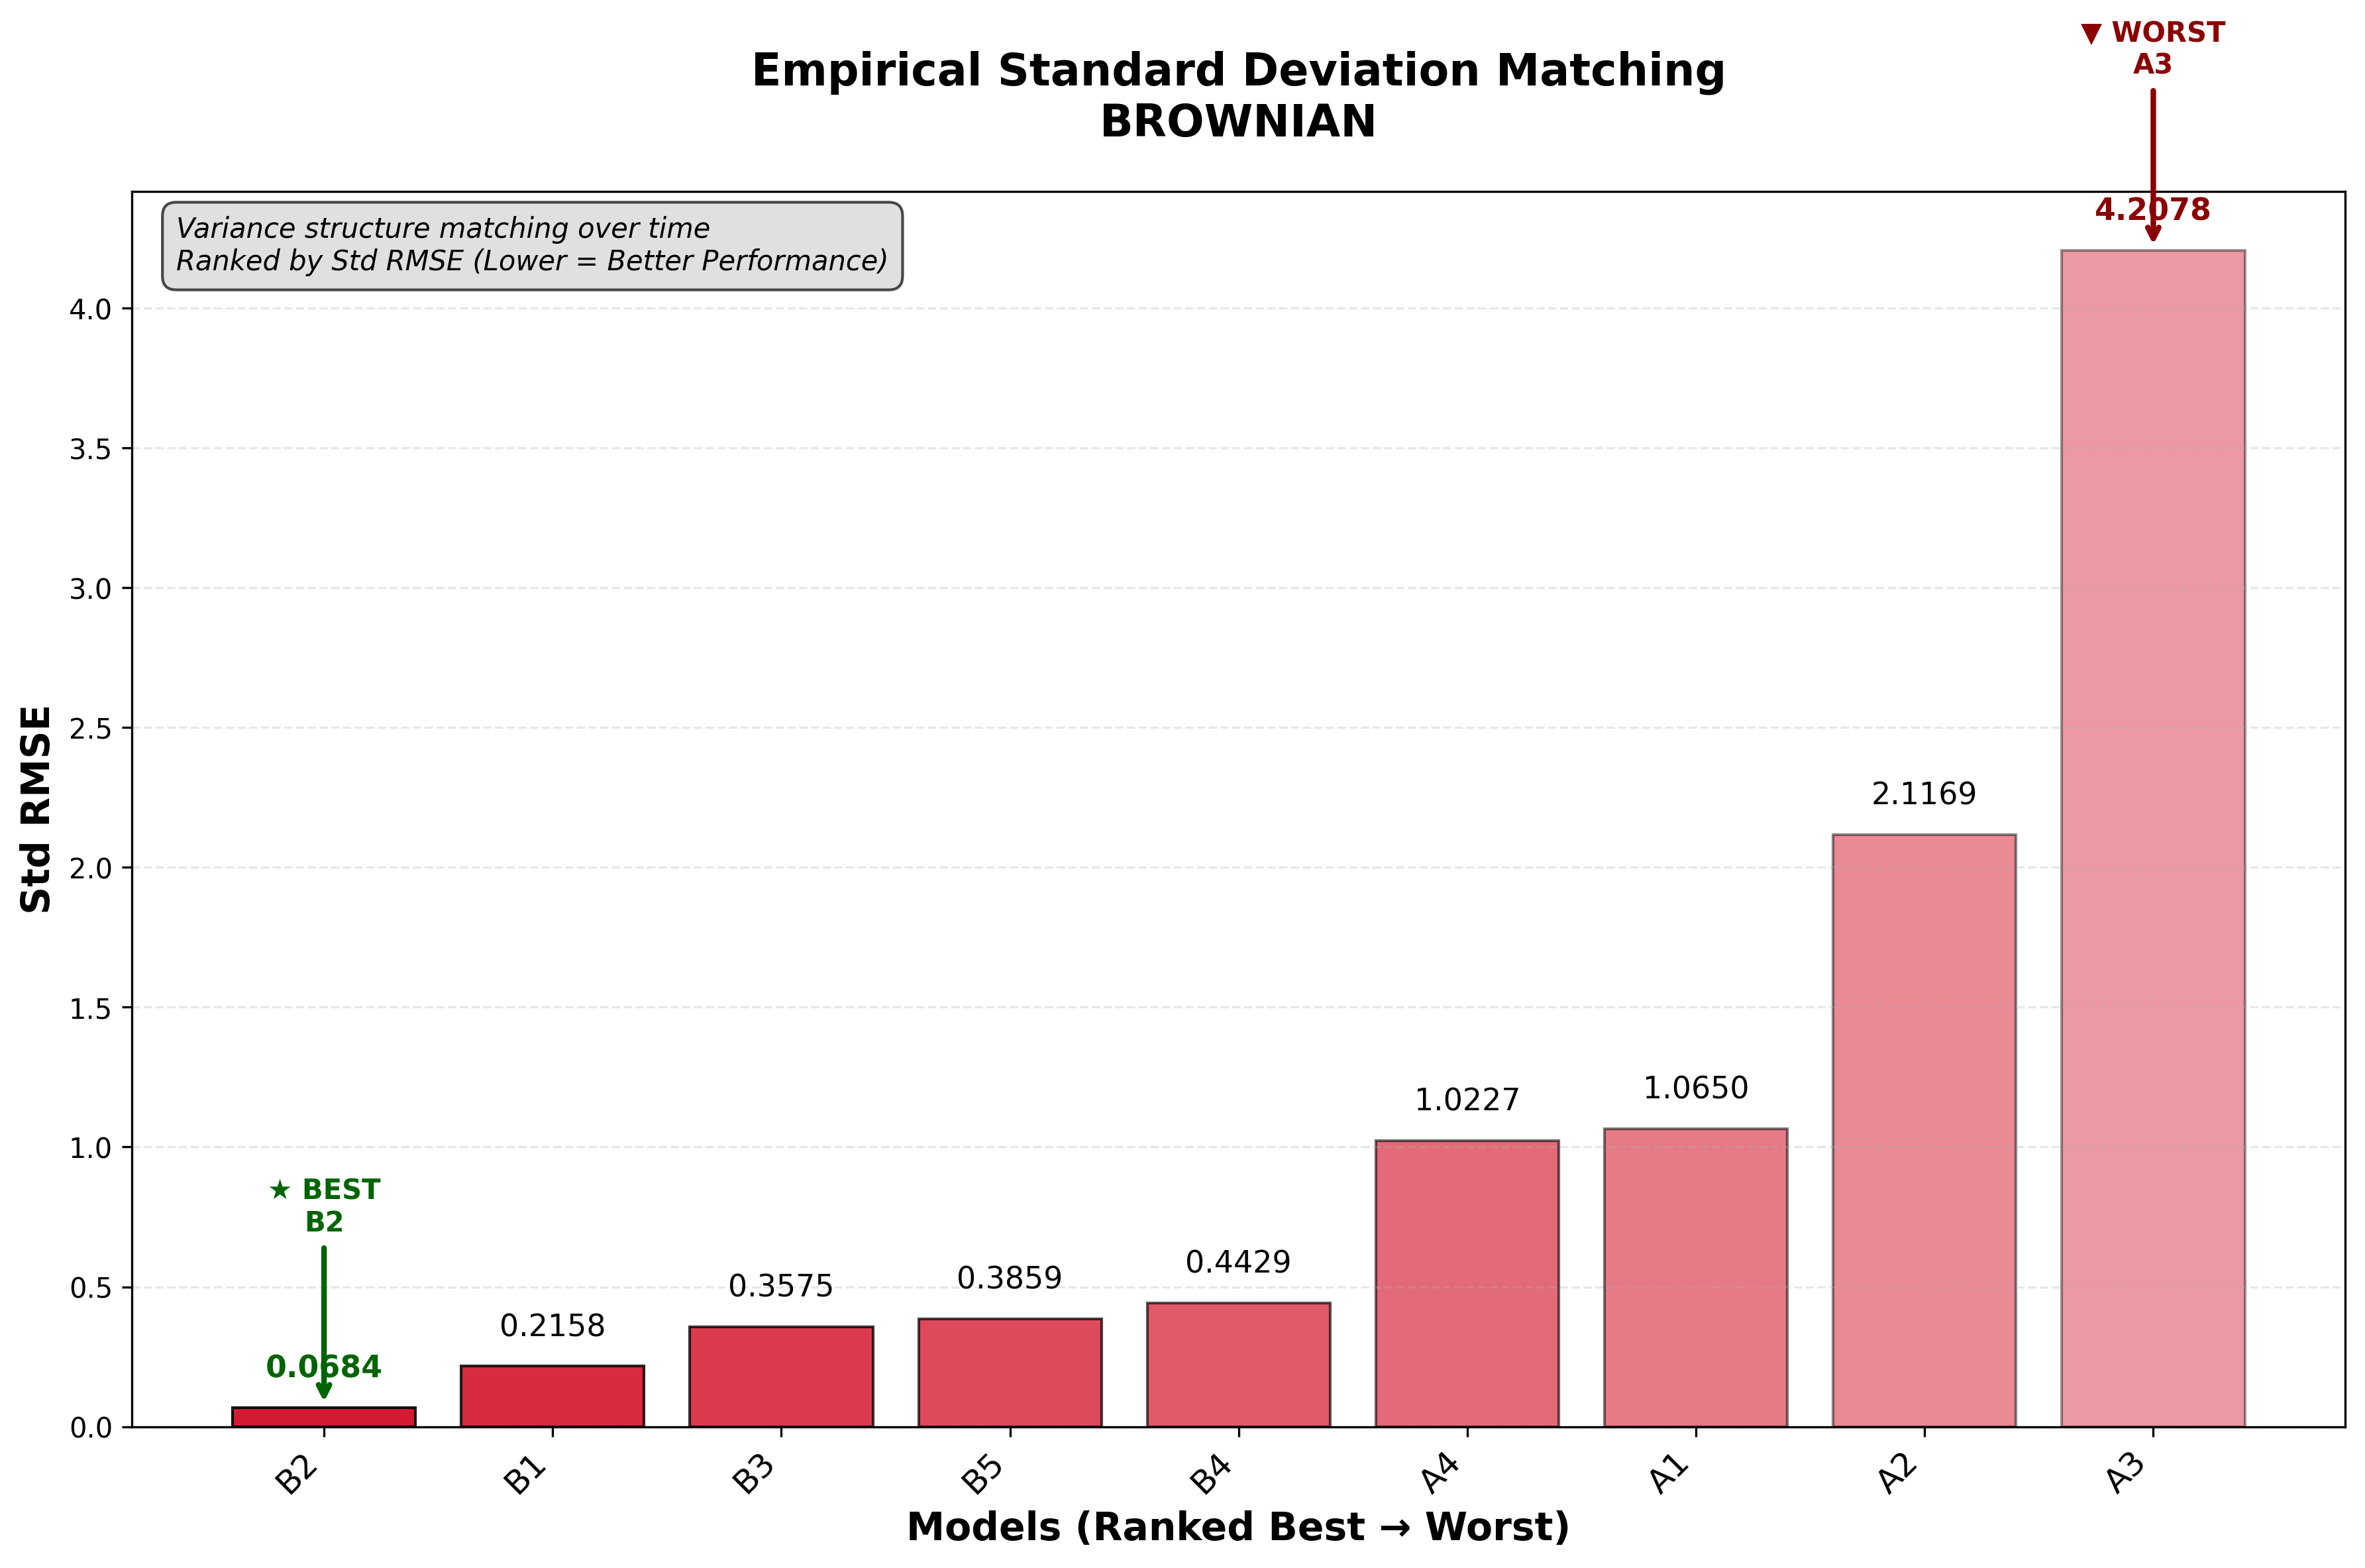 ▼ WORST
A3
Empirical Standard Deviation Matching
BROWNIAN
Variance structure matching over time
Ranked by Std RMSE (Lower = Better Performance)
4.2078
4.0
3.5
3.0
2.5
2.0
1.5
1.0
0.5
0.0
Std RMSE
★ BEST
B2
0.0684
0.2158
0.3575
0.3859
0.4429
1.0227
1.0650
2.1169
B2
B1
B3
B5
B4
A4
A1
A2
A3
Models (Ranked Best → Worst)